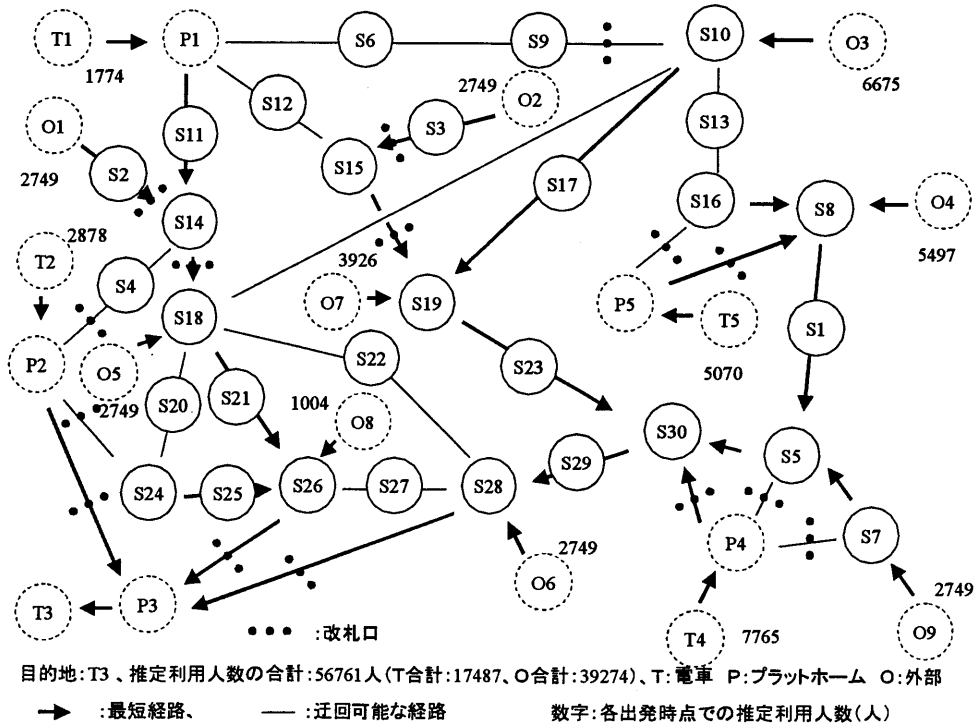 T1
P1
S6
S9
S10
O3
1774
6675
S12
2749
O2
O1
S11
S3
S13
2749
S2
S15
S17
S16
S8
O4
S14
2878
T2
3926
5497
S4
O7
S19
P5
T5
S18
S1
P2
O5
S22
S23
5070
2749
S20
S21
1004
O8
S30
S5
S24
S25
S26
S27
S28
S29
P4
S7
2749
O6
2749
T3
P3
:改札口
T4
7765
O9
目的地:T3 、推定利用人数の合計:56761人(T合計:17487、O合計:39274)、T:電車 P:プラットホーム O:外部
:最短経路、 :迂回可能な経路 数字:各出発時点での推定利用人数(人)